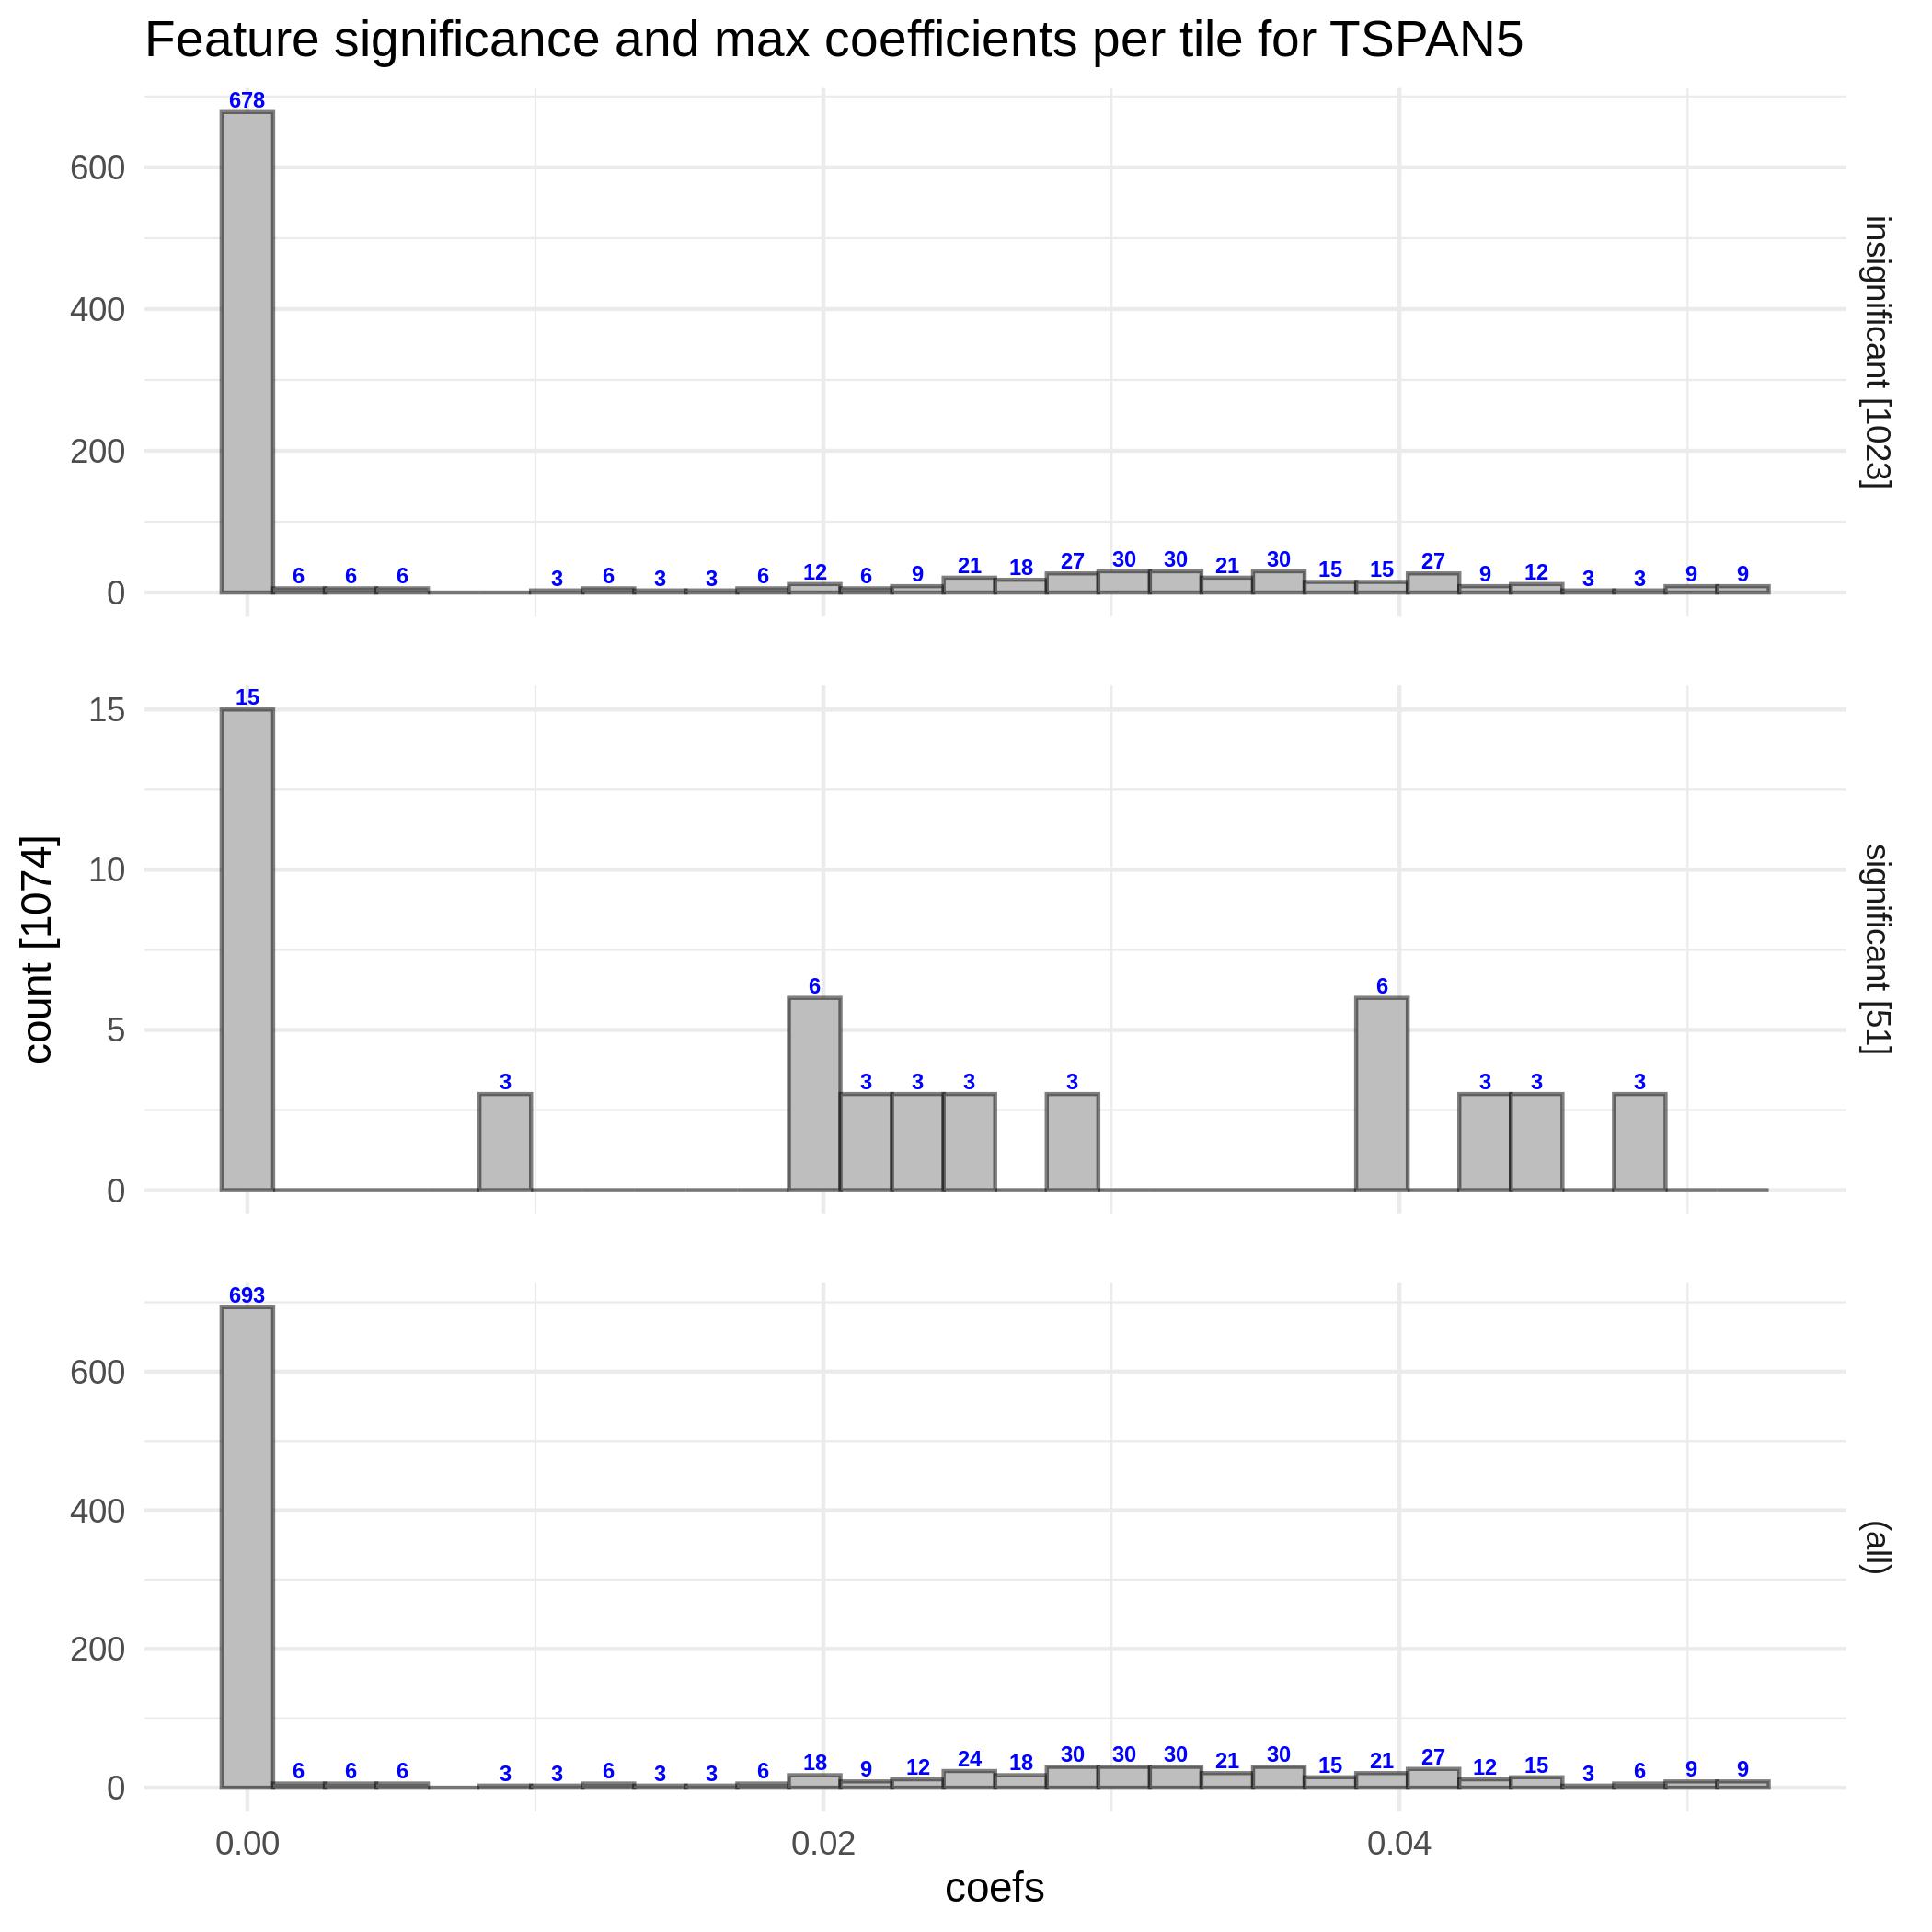 Feature significance and max coefficients per tile for TSPAN5
678
600
400
200
0
6 6 6 3 6 3 3 6 12 6 9 21 18 27 30 30 21 30 15 15 27 9 12 3 3 9 9
insignificant [1023]
count [1074]
15
15
10
5
0
3 6 3 3 3 3 6 3 3 3
significant [51]
693
600
400
200
0
6 6 6 3 3 6 3 3 6 18 9 12 24 18 30 30 30 21 30 15 21 27 12 15 3 6 9 9
(all)
0.00 0.02 0.04
coefs